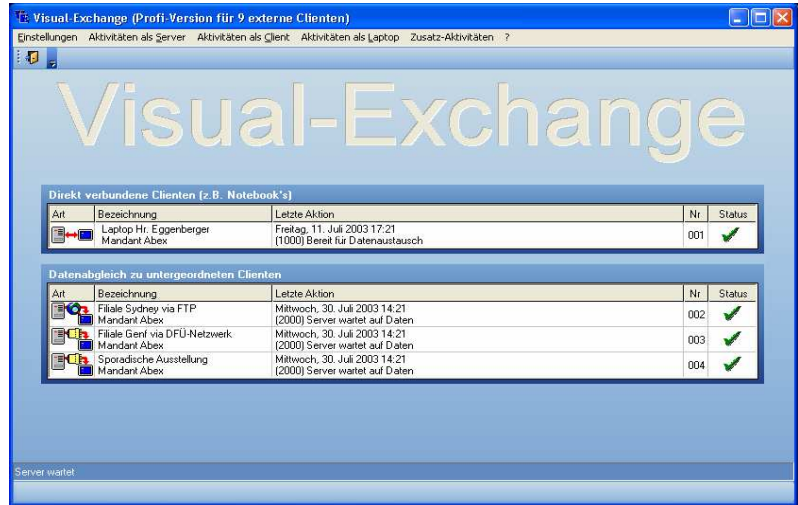 Visual-Exchange (Profi-Version für 9 externe Clienten)
Einstellungen Aktivitäten als Server Aktivitäten als Client Aktivitäten als Laptop Zusatz-Aktivitäten ?
Visual-Exchange
Direkt verbundene Clienten (z.B. Notebook's)
Art Bezeichnung Letzte Aktion Nr Status
Laptop Hr. Eggenberger Freitag, 11. Juli 2003 17:21
Mandant Abex (1000) Bereit für Datenaustausch 001
Datenabgleich zu untergeordneten Clienten
Art Bezeichnung Letzte Aktion Nr Status
Filiale Sydney via FTP Mittwoch, 30. Juli 2003 14:21
Mandant Abex (2000) Server wartet auf Daten 002
Filiale Genf via DFÜ-Netzwerk Mittwoch, 30. Juli 2003 14:21
Mandant Abex (2000) Server wartet auf Daten 003
Sporadische Ausstellung Mittwoch, 30. Juli 2003 14:21
Mandant Abex (2000) Server wartet auf Daten 004
Server wartet